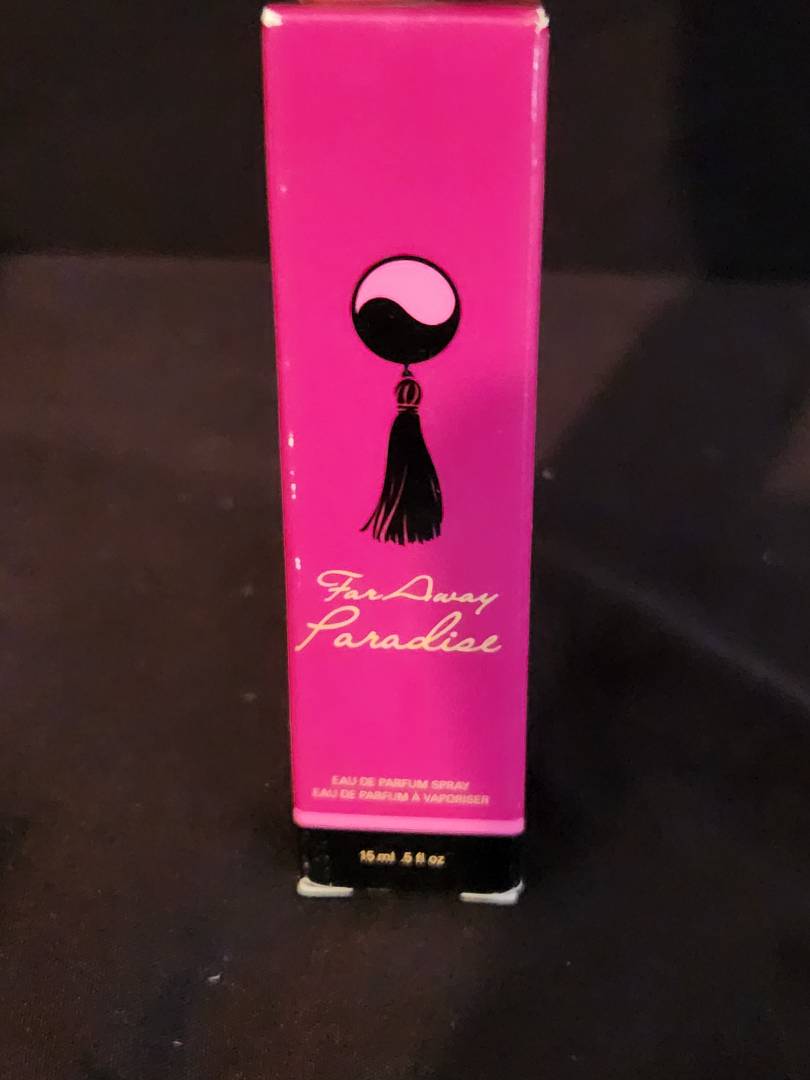 Far Away
Paradise
EAU DE PARFUM SPRAY
EAU DE PARFUM À VAPORISER
15 ml .5 fl oz